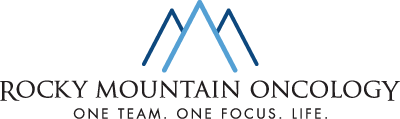 ROCKY MOUNTAIN ONCOLOGY
ONE TEAM. ONE FOCUS. LIFE.